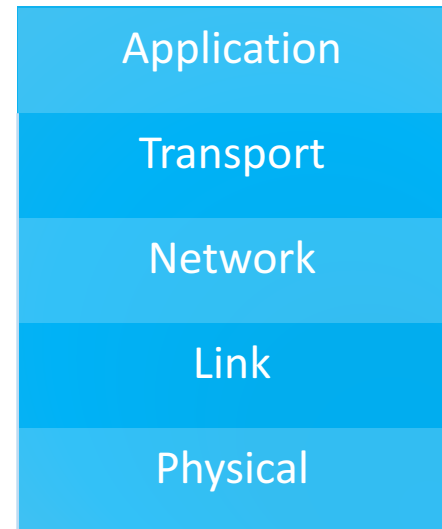 Application
Transport
Network
Link
Physical